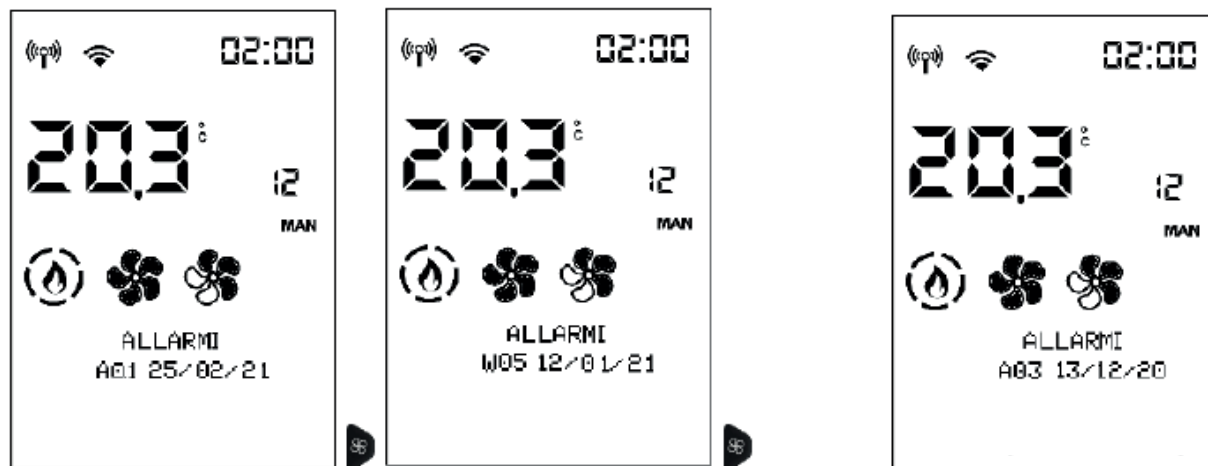 02:00
20.3 °C
12
MAN
ALLARMI
A01 25/02/21
02:00
20.3 °C
12
MAN
ALLARMI
W05 12/01/21
02:00
20.3 °C
12
MAN
ALLARMI
A03 13/12/20